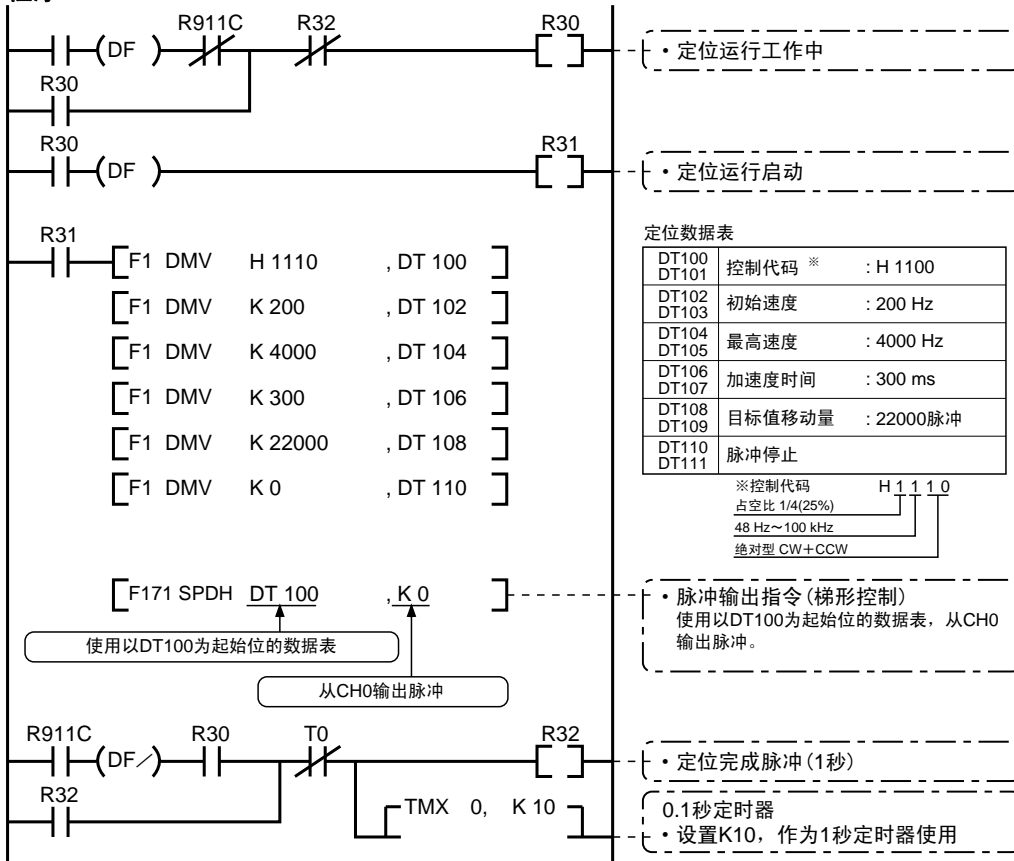 R911C R32 R30
(DF )
・定位运行工作中
R30
R30 R31
(DF )
・定位运行启动
R31
F1 DMV H 1110 , DT 100
F1 DMV K 200 , DT 102
F1 DMV K 4000 , DT 104
F1 DMV K 300 , DT 106
F1 DMV K 22000 , DT 108
F1 DMV K 0 , DT 110
定位数据表
DT100
DT101
控制代码 ※ : H 1100
DT102
DT103
初始速度 : 200 Hz
DT104
DT105
最高速度 : 4000 Hz
DT106
DT107
加速度时间 : 300 ms
DT108
DT109
目标值移动量 : 22000脉冲
DT110
DT111
脉冲停止
※控制代码 H 1 1 1 0
占空比 1/4(25%)
48 Hz～100 kHz
绝对型 CW＋CCW
F171 SPDH DT 100 , K 0
使用以DT100为起始位的数据表
从CH0输出脉冲
・脉冲输出指令(梯形控制)
使用以DT100为起始位的数据表，从CH0
输出脉冲。
R911C R30 T0 R32
(DF/)
・定位完成脉冲(1秒)
R32
TMX 0, K 10
0.1秒定时器
・设置K10，作为1秒定时器使用